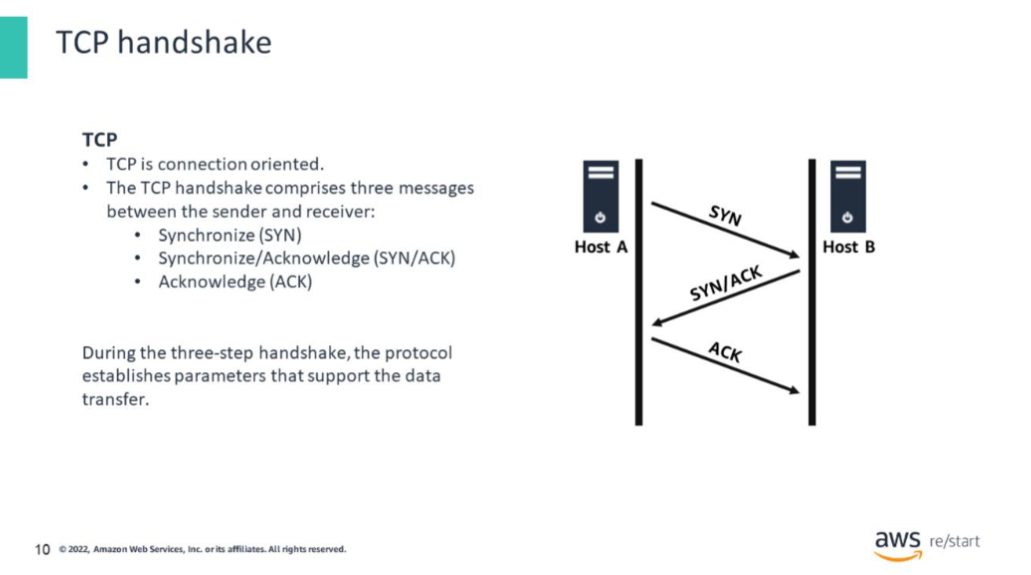 TCP handshake
TCP
• TCP is connection oriented.
• The TCP handshake comprises three messages
between the sender and receiver:
• Synchronize (SYN)
• Synchronize/Acknowledge (SYN/ACK)
• Acknowledge (ACK)
During the three-step handshake, the protocol
establishes parameters that support the data
transfer.
Host A
Host B
SYN
SYN/ACK
ACK
10 © 2022, Amazon Web Services, Inc. or its affiliates. All rights reserved.
aws re/start